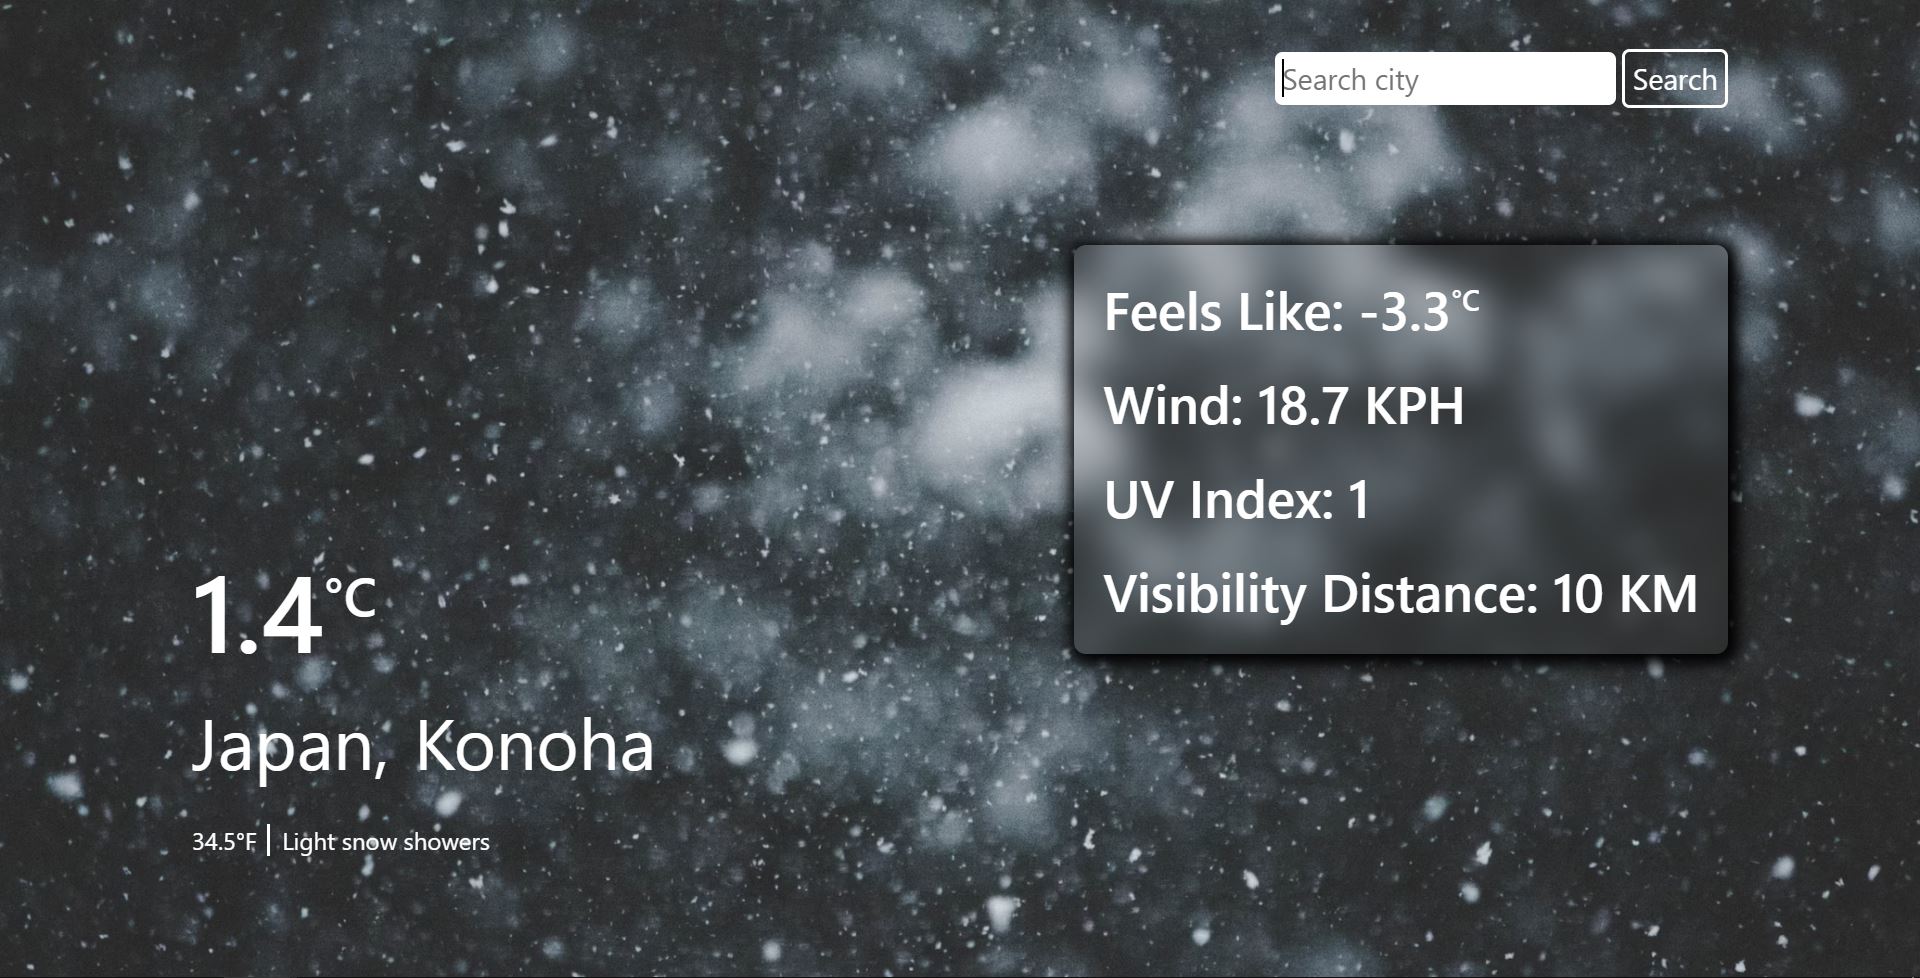 Search city
Search
Feels Like: -3.3°C
Wind: 18.7 KPH
UV Index: 1
Visibility Distance: 10 KM
1.4°C
Japan, Konoha
34.5°F | Light snow showers